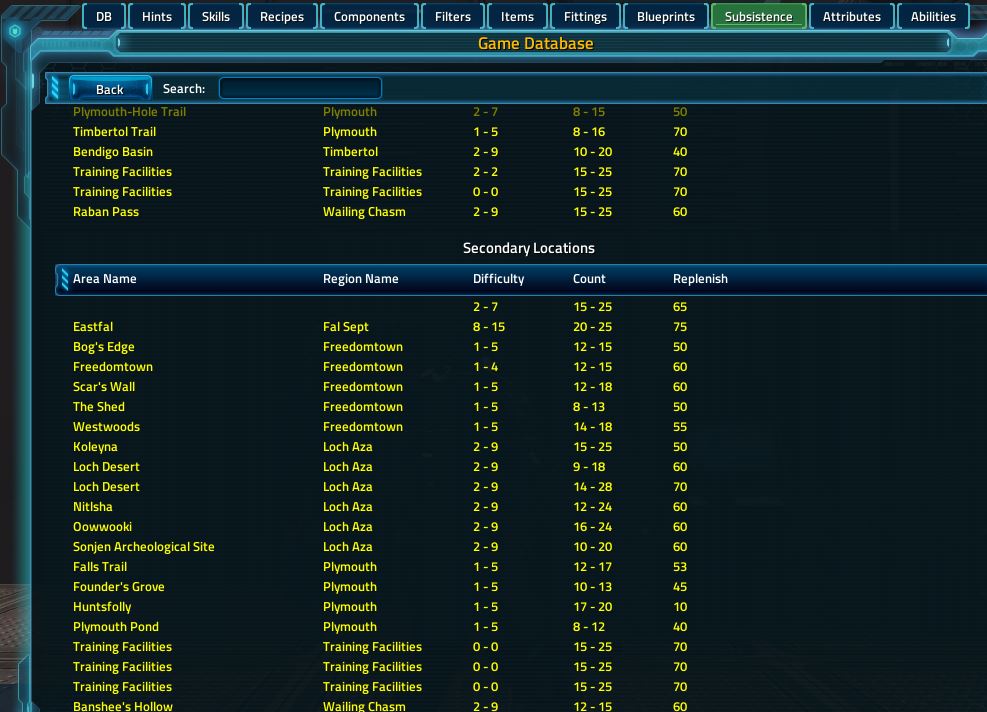 DB Hints Skills Recipes Components Filters Items Fittings Blueprints Subsistence Attributes Abilities
Game Database
Back Search:
Plymouth-Hole Trail Plymouth 2 - 7 8 - 15 50
Timbertol Trail Plymouth 1 - 5 8 - 16 70
Bendigo Basin Timbertol 2 - 9 10 - 20 40
Training Facilities Training Facilities 2 - 2 15 - 25 70
Training Facilities Training Facilities 0 - 0 15 - 25 70
Raban Pass Wailing Chasm 2 - 9 15 - 25 60
Secondary Locations
Area Name Region Name Difficulty Count Replenish
2 - 7 15 - 25 65
Eastfal Fal Sept 8 - 15 20 - 25 75
Bog's Edge Freedomtown 1 - 5 12 - 15 50
Freedomtown Freedomtown 1 - 4 12 - 15 60
Scar's Wall Freedomtown 1 - 5 12 - 18 60
The Shed Freedomtown 1 - 5 8 - 13 50
Westwoods Freedomtown 1 - 5 14 - 18 55
Koleyna Loch Aza 2 - 9 15 - 25 50
Loch Desert Loch Aza 2 - 9 9 - 18 60
Loch Desert Loch Aza 2 - 9 14 - 28 70
Nitlsha Loch Aza 2 - 9 12 - 24 60
Oowwooki Loch Aza 2 - 9 16 - 24 60
Sonjen Archeological Site Loch Aza 2 - 9 10 - 20 60
Falls Trail Plymouth 1 - 5 12 - 17 53
Founder's Grove Plymouth 1 - 5 10 - 13 45
Huntsfolly Plymouth 1 - 5 17 - 20 10
Plymouth Pond Plymouth 1 - 5 8 - 12 40
Training Facilities Training Facilities 0 - 0 15 - 25 70
Training Facilities Training Facilities 0 - 0 15 - 25 70
Training Facilities Training Facilities 0 - 0 15 - 25 70
Banshee's Hollow Wailing Chasm 2 - 9 12 - 15 60